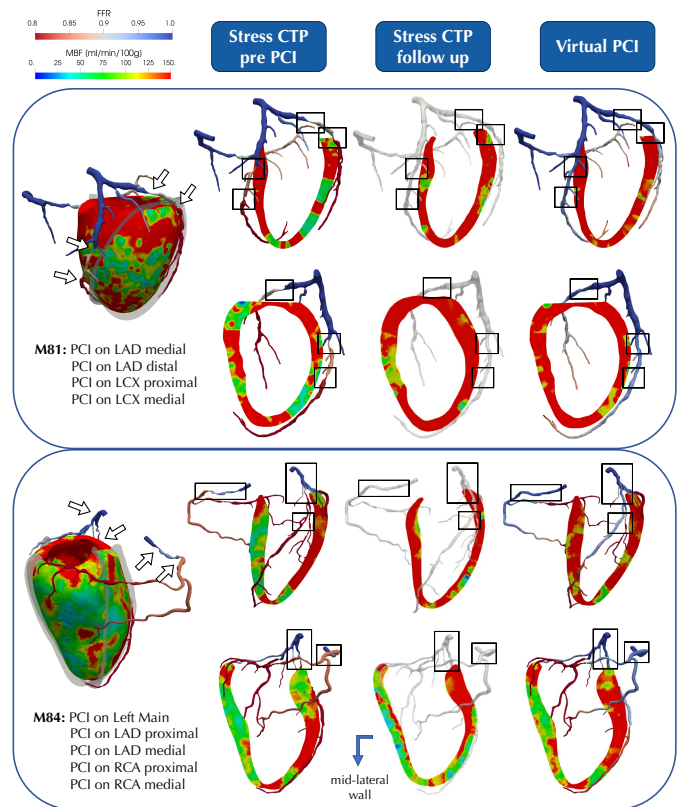 FFR
0.8 0.85 0.9 0.95 1.0
MBF (ml/min/100g)
0. 25 50 75 100 125 150.
Stress CTP
pre PCI
Stress CTP
follow up
Virtual PCI
M81: PCI on LAD medial
PCI on LAD distal
PCI on LCX proximal
PCI on LCX medial
M84: PCI on Left Main
PCI on LAD proximal
PCI on LAD medial
PCI on RCA proximal
PCI on RCA medial
mid-lateral
wall